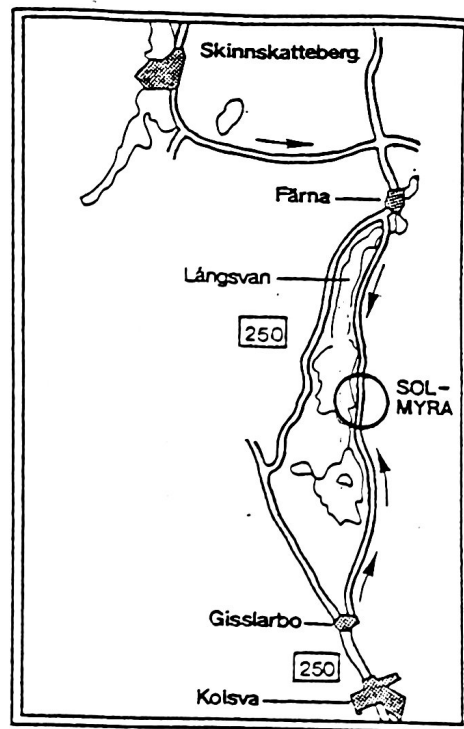 Skinnskatteberg
Färna
Långsvan
250
SOL-
MYRA
Gisslarbo
250
Kolsva